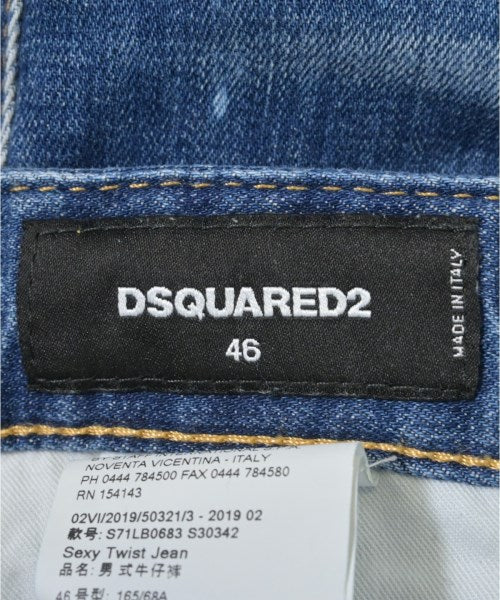 DSQUARED2
46
MADE IN ITALY
NOVENTA VICENTINA - ITALY
PH 0444 784500 FAX 0444 784580
RN 154143
02VI/2019/50321/3 - 2019 02
款号: S71LB0683 S30342
Sexy Twist Jean
品名: 男 式牛仔裤
46 号型: 165/68A